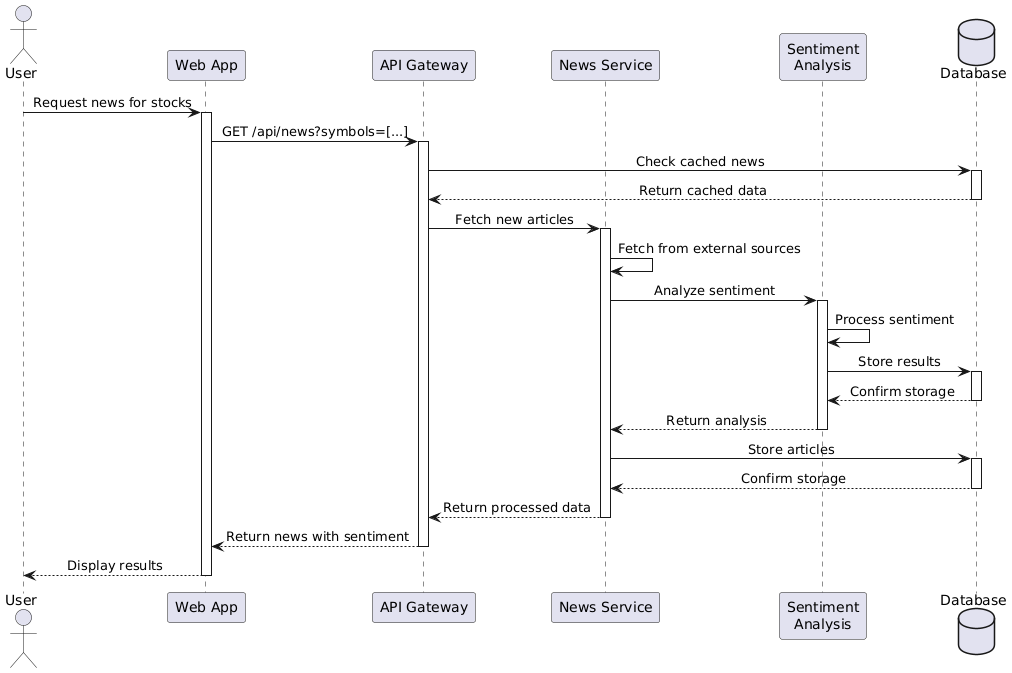 User
Web App
API Gateway
News Service
Sentiment
Analysis
Database
Request news for stocks
GET /api/news?symbols=[...]
Check cached news
Return cached data
Fetch new articles
Fetch from external sources
Analyze sentiment
Process sentiment
Store results
Confirm storage
Return analysis
Store articles
Confirm storage
Return processed data
Return news with sentiment
Display results
User
Web App
API Gateway
News Service
Sentiment
Analysis
Database